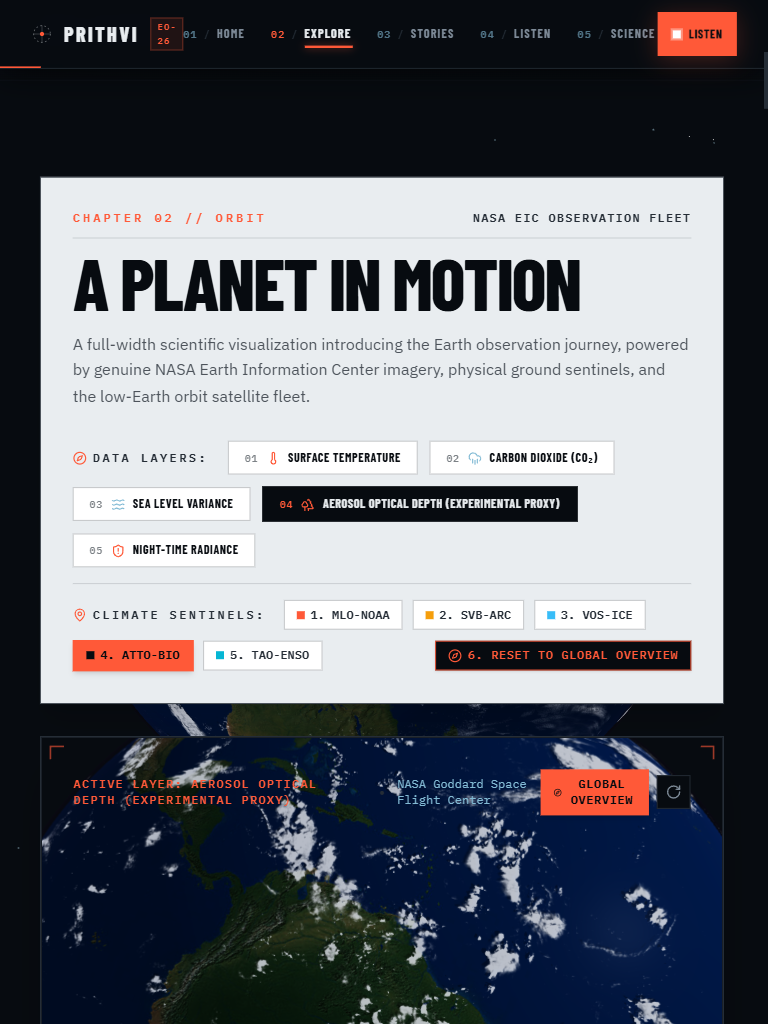 PRITHVI EO-26 01 / HOME 02 / EXPLORE 03 / STORIES 04 / LISTEN 05 / SCIENCE LISTEN
CHAPTER 02 // ORBIT NASA EIC OBSERVATION FLEET
A PLANET IN MOTION
A full-width scientific visualization introducing the Earth observation journey, powered
by genuine NASA Earth Information Center imagery, physical ground sentinels, and
the low-Earth orbit satellite fleet.
DATA LAYERS: 01 SURFACE TEMPERATURE 02 CARBON DIOXIDE (CO₂)
03 SEA LEVEL VARIANCE 04 AEROSOL OPTICAL DEPTH (EXPERIMENTAL PROXY)
05 NIGHT-TIME RADIANCE
CLIMATE SENTINELS: 1. MLO-NOAA 2. SVB-ARC 3. VOS-ICE
4. ATTO-BIO 5. TAO-ENSO 6. RESET TO GLOBAL OVERVIEW
ACTIVE LAYER: AEROSOL OPTICAL
DEPTH (EXPERIMENTAL PROXY)
NASA Goddard Space
Flight Center
GLOBAL
OVERVIEW